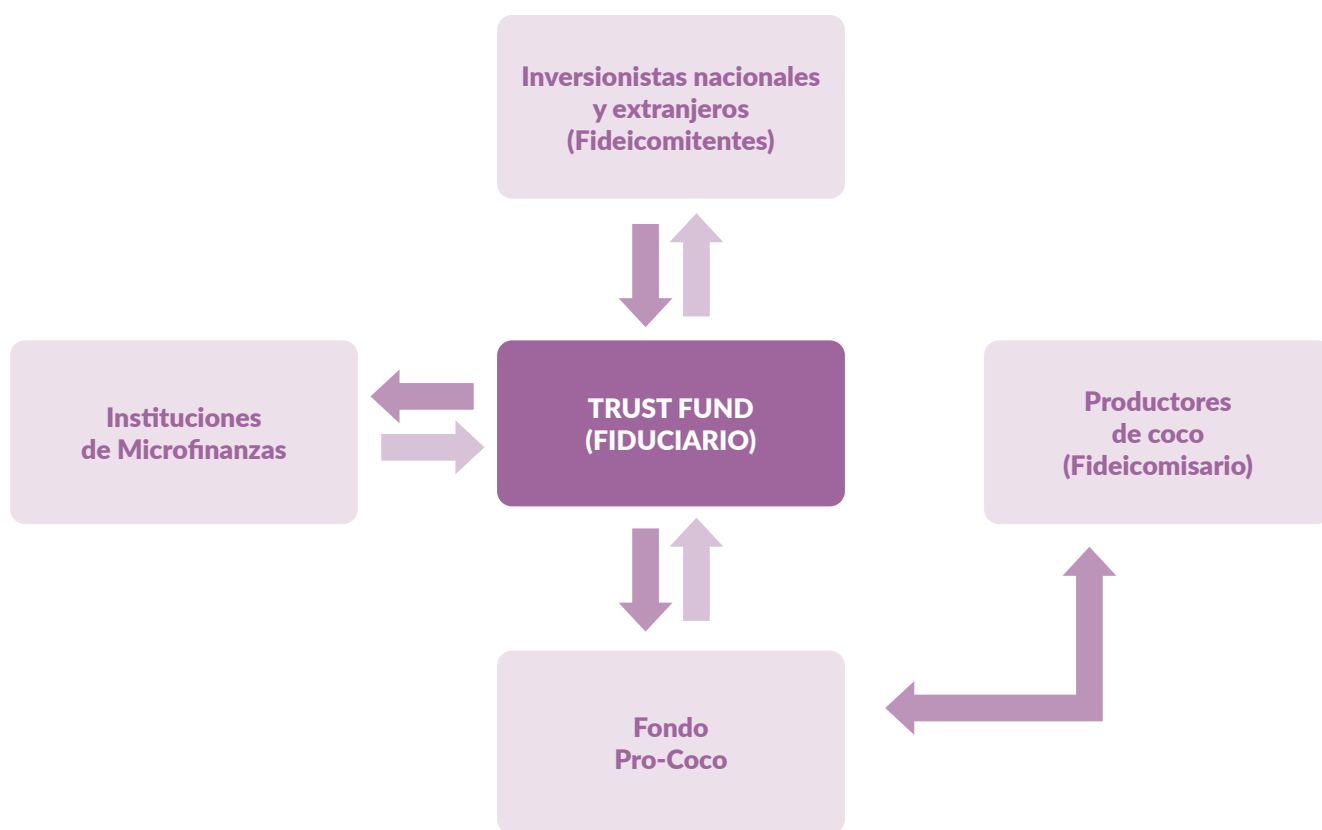 Inversionistas nacionales
y extranjeros
(Fideicomitentes)
Instituciones
de Microfinanzas
TRUST FUND
(FIDUCIARIO)
Productores
de coco
(Fideicomisario)
Fondo
Pro-Coco